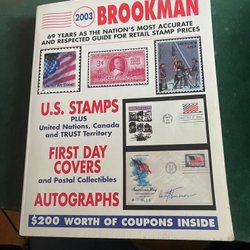 2003 BROOKMAN
69 YEARS AS THE NATION'S MOST ACCURATE
AND RESPECTED GUIDE FOR RETAIL STAMP PRICES
U.S. STAMPS
PLUS
United Nations, Canada
and TRUST Territory
FIRST DAY
COVERS
and Postal Collectibles
AUTOGRAPHS
$200 WORTH OF COUPONS INSIDE